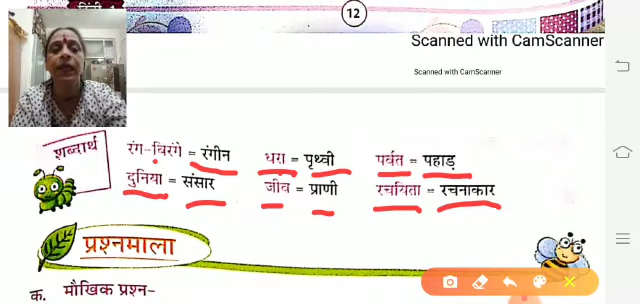 12
Scanned with CamScanner
Scanned with CamScanner
शब्दार्थ
रंग-बिरंगे = रंगीन
धरा = पृथ्वी
पर्वत = पहाड़
दुनिया = संसार
जीव = प्राणी
रचयिता = रचनाकार
प्रश्नमाला
क. मौखिक प्रश्न-